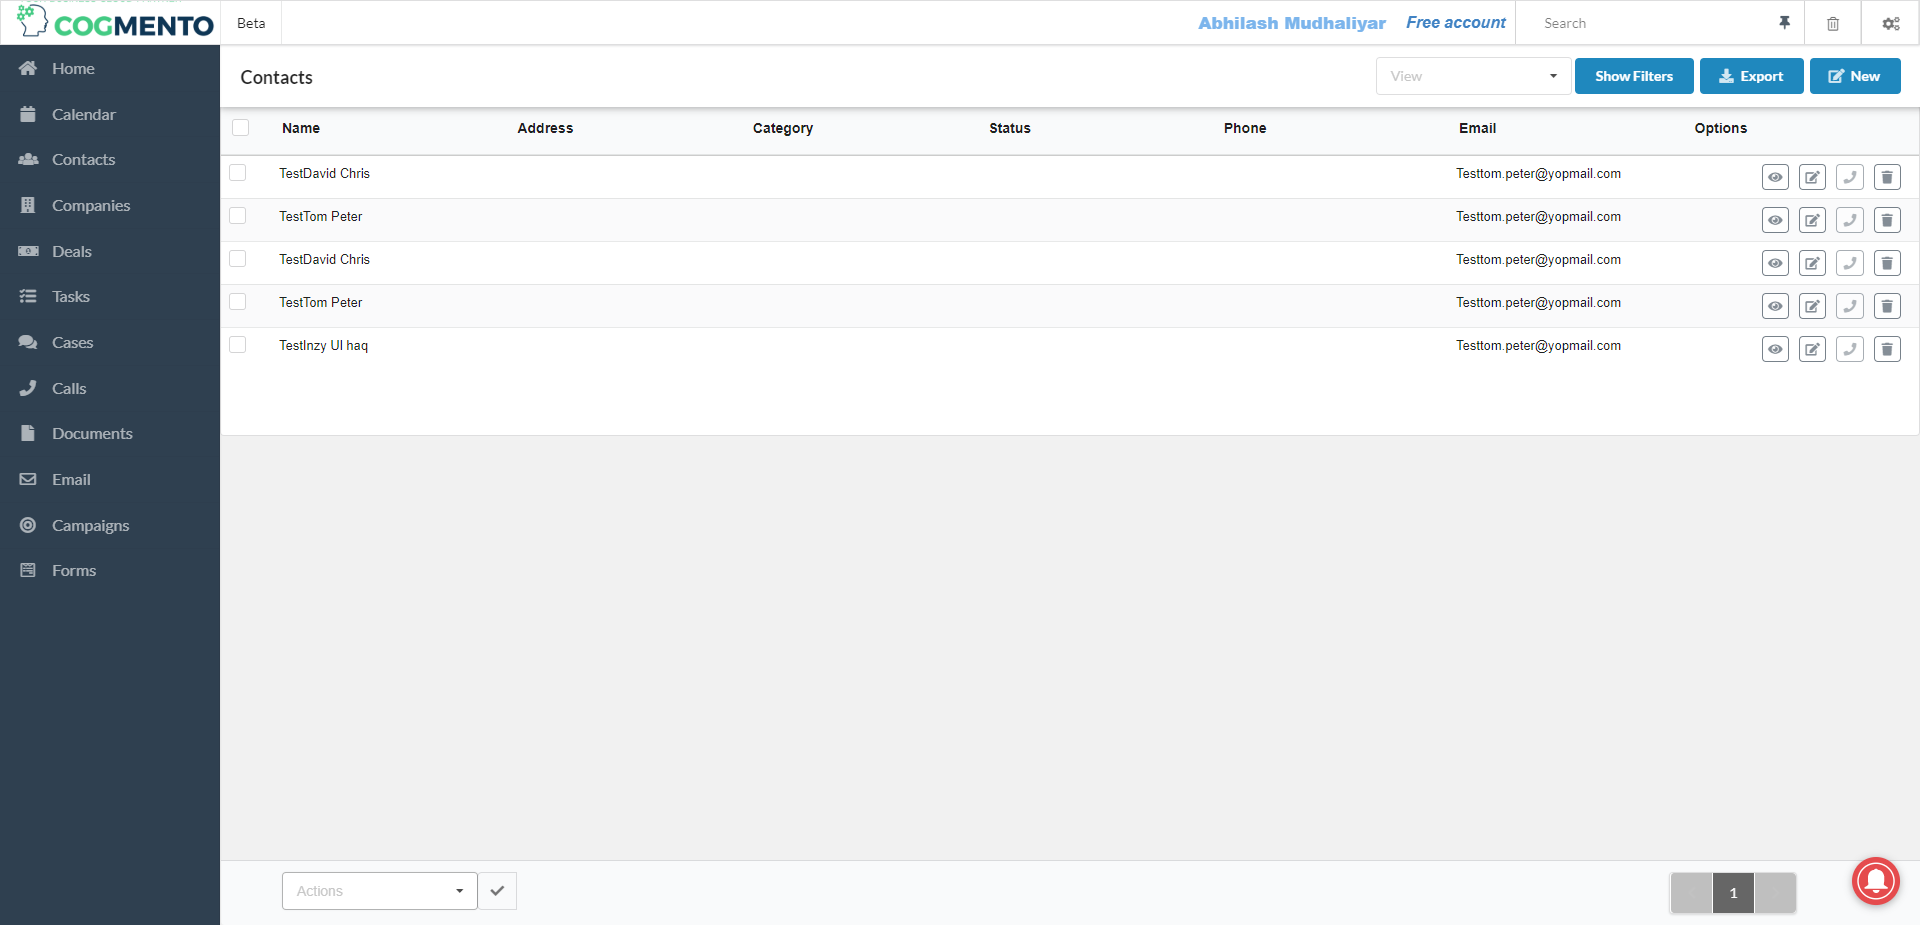 COGMENTO
Beta
Abhilash Mudhaliyar
Free account
Search
Home
Calendar
Contacts
Companies
Deals
Tasks
Cases
Calls
Documents
Email
Campaigns
Forms
Contacts
View
Show Filters
Export
New
Name Address Category Status Phone Email Options
TestDavid Chris Testtom.peter@yopmail.com
TestTom Peter Testtom.peter@yopmail.com
TestDavid Chris Testtom.peter@yopmail.com
TestTom Peter Testtom.peter@yopmail.com
TestInzy Ul haq Testtom.peter@yopmail.com
Actions
1